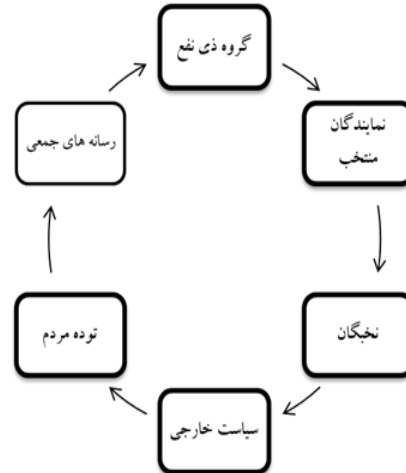 گروه ذی نفع
نمایندگان
منتخب
نخبگان
سیاست خارجی
توده مردم
رسانه های جمعی